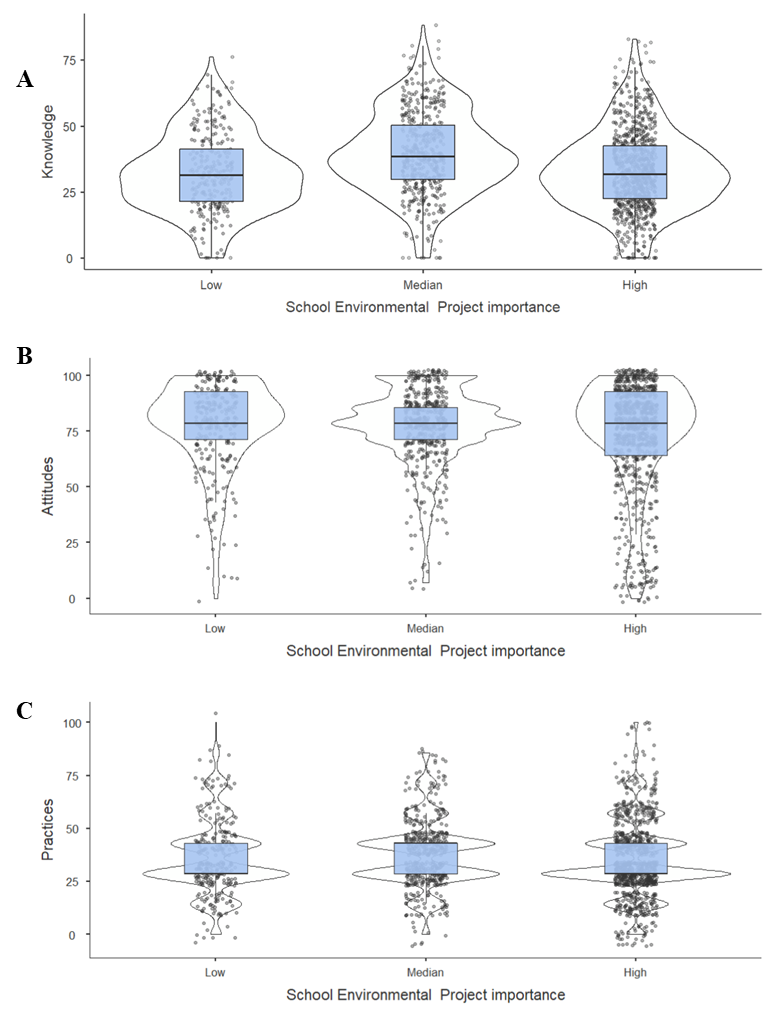 A
Knowledge
75
50
25
0
Low Median High
School Environmental Project importance
B
Attitudes
100
75
50
25
0
Low Median High
School Environmental Project importance
C
Practices
100
75
50
25
0
Low Median High
School Environmental Project importance